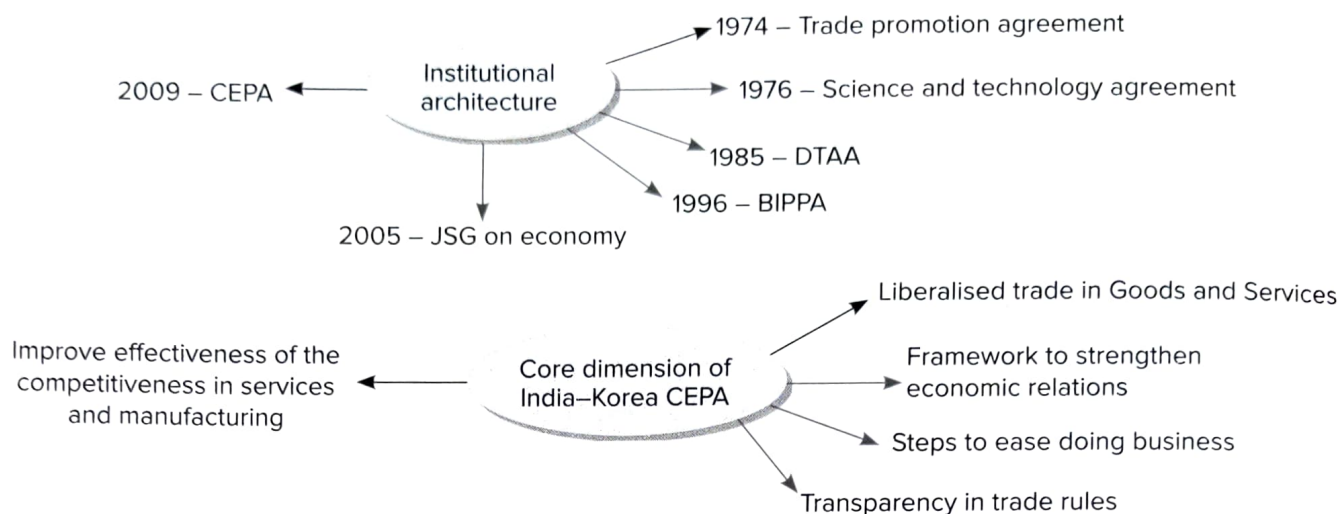 1974 – Trade promotion agreement
Institutional
architecture
2009 – CEPA
1976 – Science and technology agreement
1985 – DTAA
1996 – BIPPA
2005 – JSG on economy
Liberalised trade in Goods and Services
Improve effectiveness of the
competitiveness in services
and manufacturing
Core dimension of
India–Korea CEPA
Framework to strengthen
economic relations
Steps to ease doing business
Transparency in trade rules